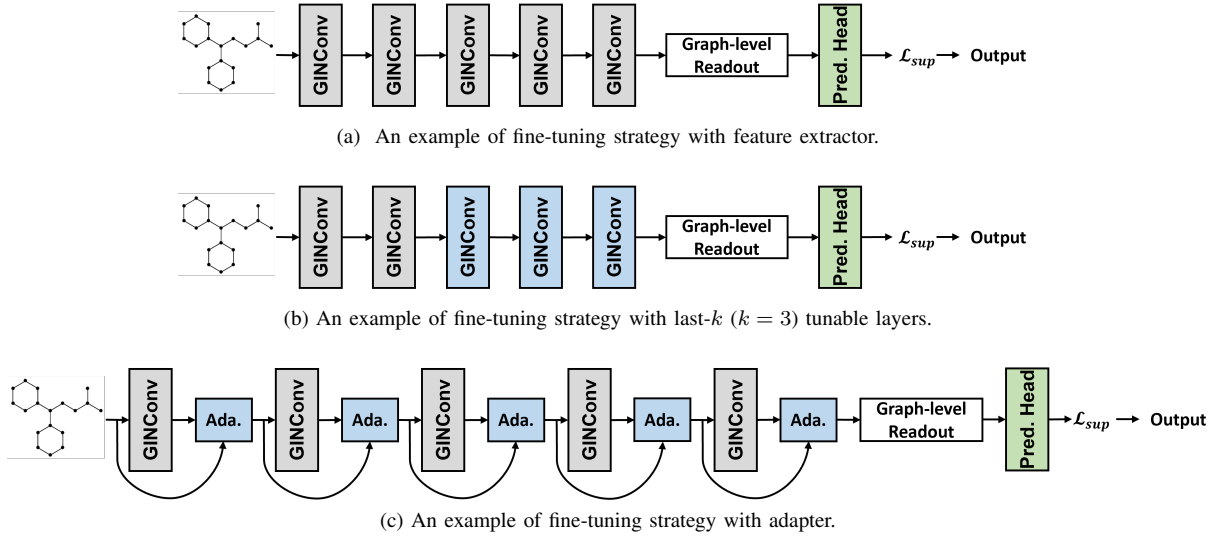 GINConv GINConv GINConv GINConv GINConv Graph-level Readout Pred. Head ℒ_sup Output
(a) An example of fine-tuning strategy with feature extractor.
GINConv GINConv GINConv GINConv GINConv Graph-level Readout Pred. Head ℒ_sup Output
(b) An example of fine-tuning strategy with last-k (k = 3) tunable layers.
GINConv Ada. GINConv Ada. GINConv Ada. GINConv Ada. GINConv Ada. Graph-level Readout Pred. Head ℒ_sup Output
(c) An example of fine-tuning strategy with adapter.